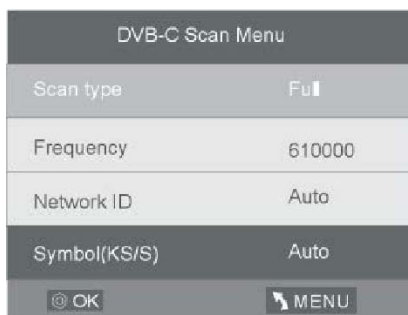 DVB-C Scan Menu
Scan type Full
Frequency 610000
Network ID Auto
Symbol(KS/S) Auto
OK MENU